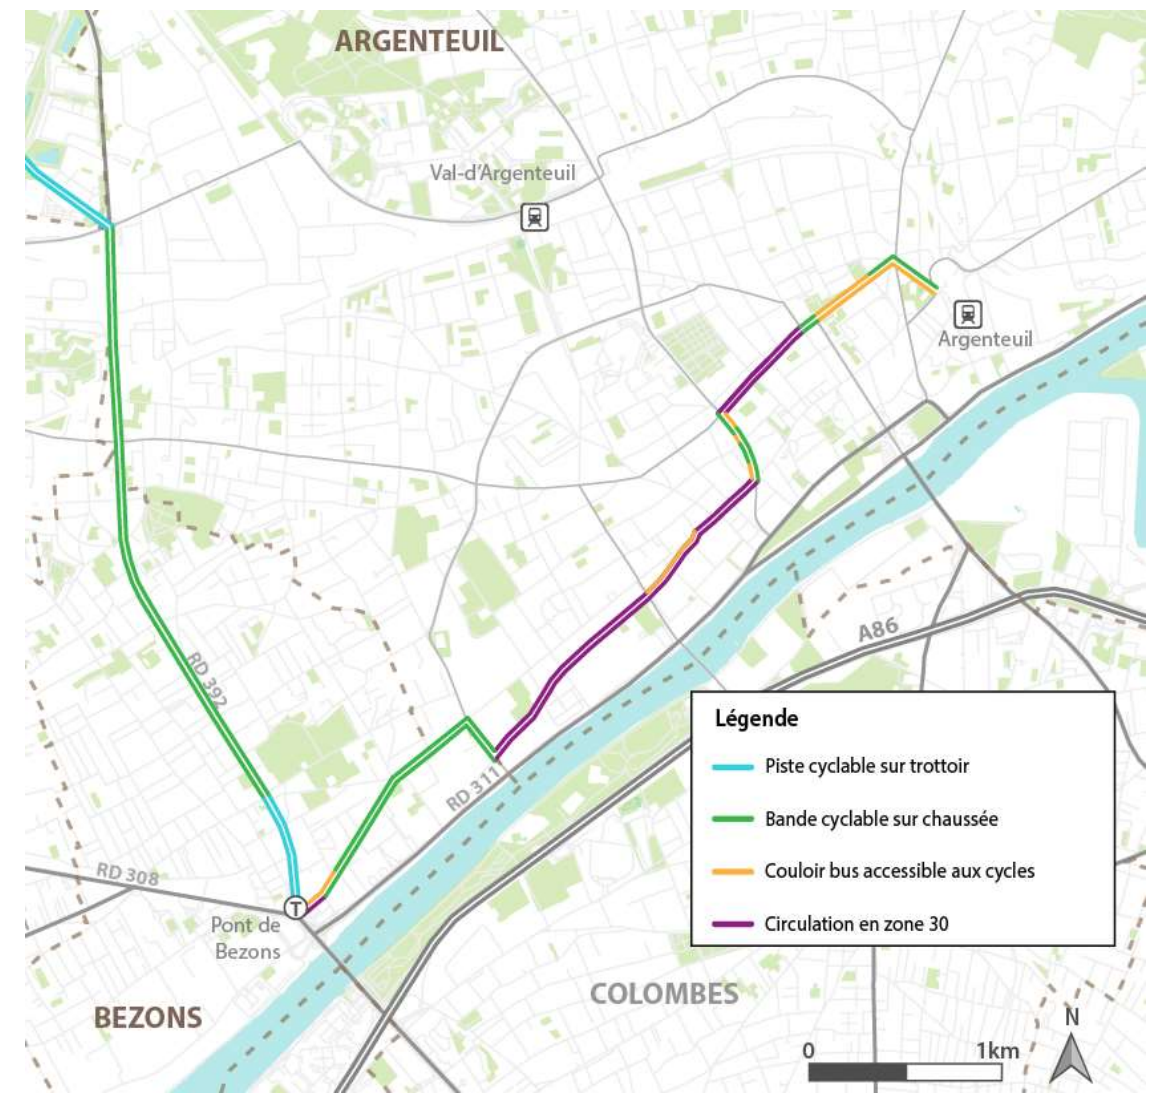 ARGENTEUIL
Val-d'Argenteuil
Argenteuil
A86
RD 392
Légende
Piste cyclable sur trottoir
RD 311
Bande cyclable sur chaussée
Couloir bus accessible aux cycles
RD 308
T
Circulation en zone 30
Pont de
Bezons
COLOMBES
BEZONS
N
0 1km